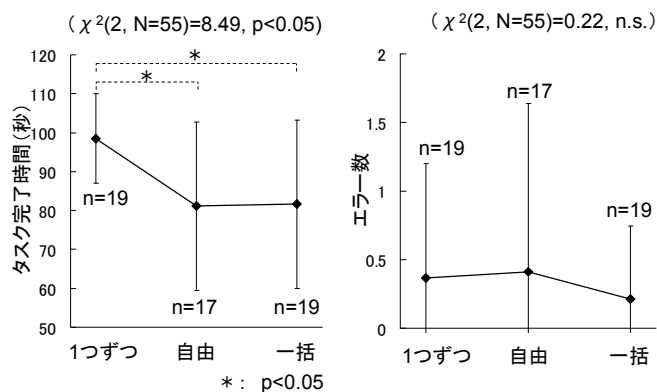 (χ²(2, N=55)=8.49, p<0.05)
*
*
120
110
100
90
80
70
60
50
タスク完了時間(秒)
n=19
n=17
n=19
1つずつ
自由
一括
*: p<0.05
(χ²(2, N=55)=0.22, n.s.)
2
1.5
1
0.5
0
エラー数
n=19
n=17
n=19
1つずつ
自由
一括